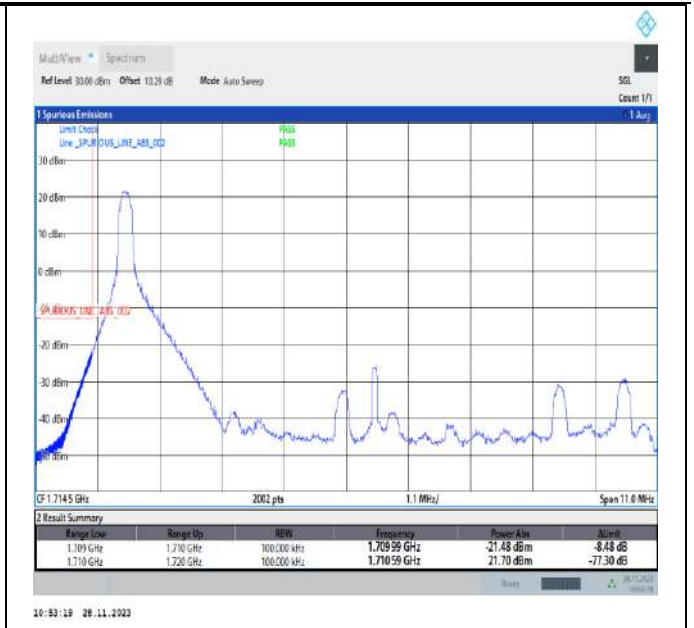 MultiView Spectrum
Ref Level 30.00 dBm Offset 10.29 dB Mode Auto Sweep SGL
Count 1/1
1 Spurious Emissions 1 Avg
Limit Check PASS
Line _SPURIOUS_LINE_ABS_002 PASS
30 dBm
20 dBm
10 dBm
0 dBm
_SPURIOUS_LINE_ABS_002
-20 dBm
-30 dBm
-40 dBm
CF 1.7145 GHz 2002 pts 1.1 MHz/ Span 11.0 MHz
2 Result Summary
Range Low Range Up RBW Frequency Power Abs ΔLimit
1.709 GHz 1.710 GHz 100.000 kHz 1.70999 GHz -21.48 dBm -8.48 dB
1.710 GHz 1.720 GHz 100.000 kHz 1.71059 GHz 21.70 dBm -77.30 dB
Ready 28.11.2023
10:53:19 28.11.2023